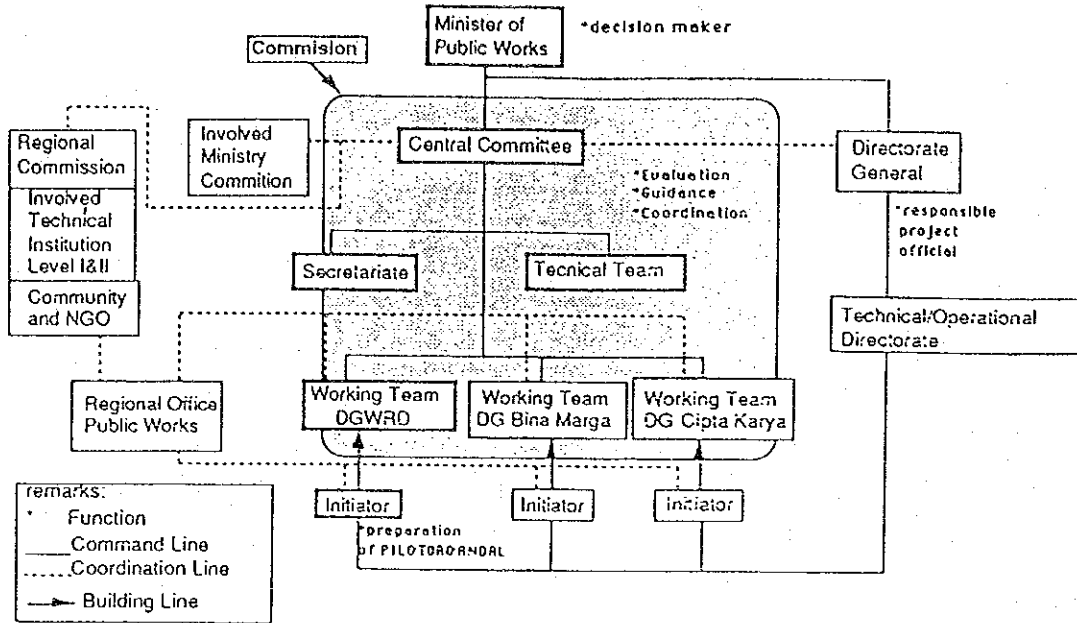 Minister of
Public Works
*decision maker
Commision
Regional
Commission
Involved
Technical
Institution
Level I&II
Community
and NGO
Involved
Ministry
Commition
Central Committee
*Evaluation
*Guidance
*Coordination
Directorate
General
*responsible
project
official
Secretariate
Tecnical Team
Technical/Operational
Directorate
Regional Office
Public Works
Working Team
DGWRD
Working Team
DG Bina Marga
Working Team
DG Cipta Karya
Initiator
Initiator
Initiator
*preparation
of
remarks:
* Function
Command Line
Coordination Line
Building Line